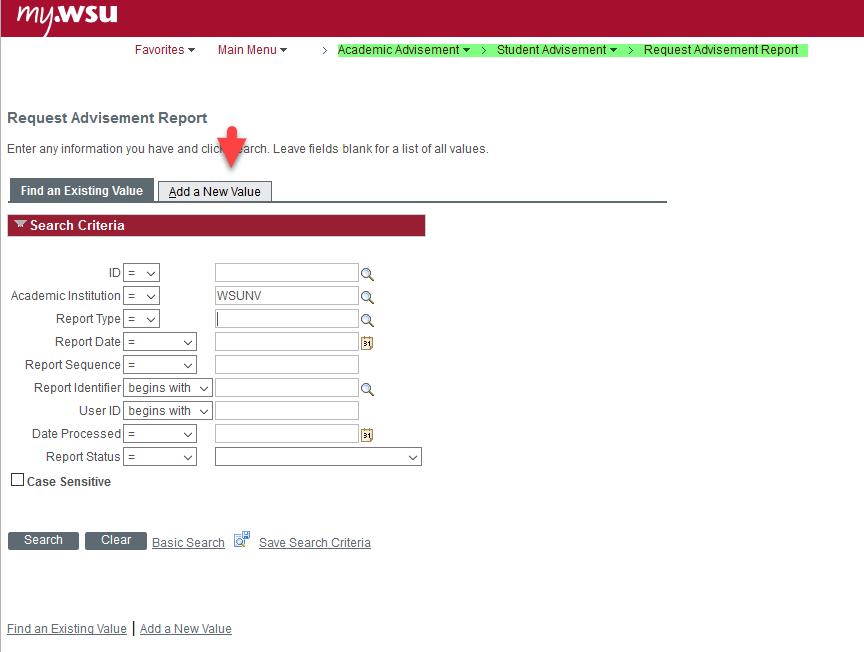 my.wsu
Favorites Main Menu > Academic Advisement > Student Advisement > Request Advisement Report
Request Advisement Report
Enter any information you have and click earch. Leave fields blank for a list of all values.
Find an Existing Value Add a New Value
Search Criteria
ID =
Academic Institution = WSUNV
Report Type =
Report Date = 31
Report Sequence =
Report Identifier begins with
User ID begins with
Date Processed = 31
Report Status =
Case Sensitive
Search Clear Basic Search Save Search Criteria
Find an Existing Value | Add a New Value